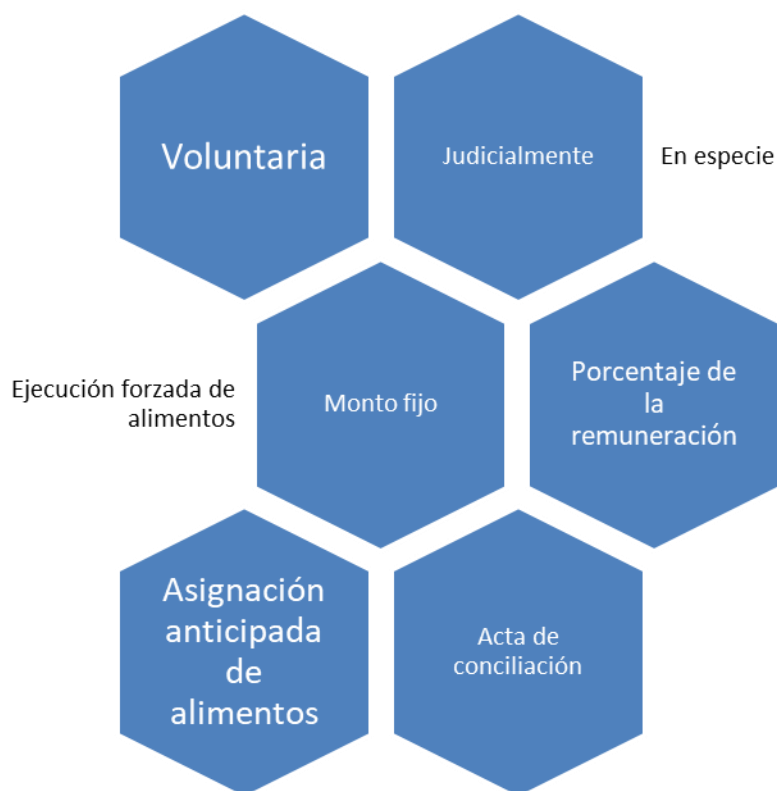 Voluntaria
Judicialmente
En especie
Ejecución forzada de
alimentos
Monto fijo
Porcentaje de
la
remuneración
Asignación
anticipada
de
alimentos
Acta de
conciliación